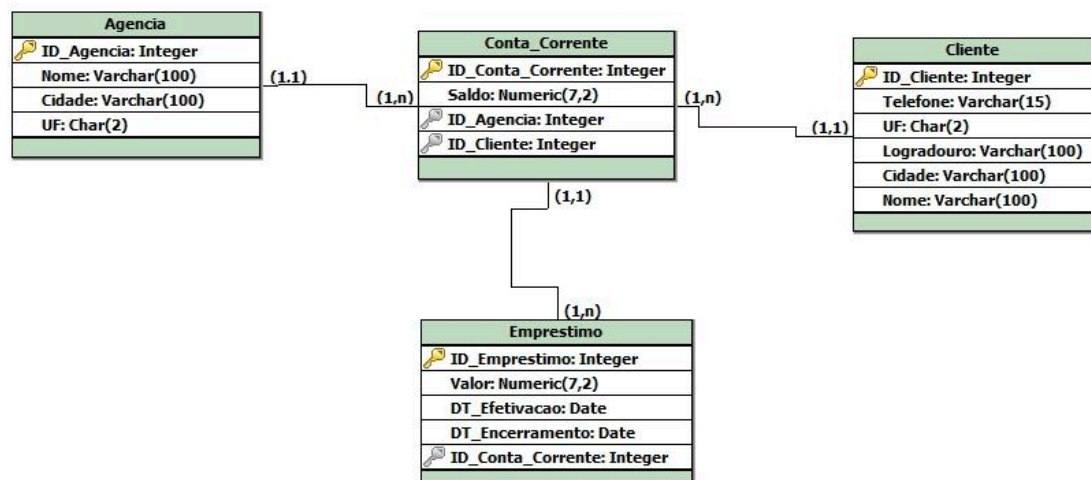 Agencia
ID_Agencia: Integer
Nome: Varchar(100)
Cidade: Varchar(100)
UF: Char(2)
(1.1)
(1,n)
Conta_Corrente
ID_Conta_Corrente: Integer
Saldo: Numeric(7,2)
ID_Agencia: Integer
ID_Cliente: Integer
(1,n)
(1,1)
Cliente
ID_Cliente: Integer
Telefone: Varchar(15)
UF: Char(2)
Logradouro: Varchar(100)
Cidade: Varchar(100)
Nome: Varchar(100)
(1,1)
(1,n)
Emprestimo
ID_Emprestimo: Integer
Valor: Numeric(7,2)
DT_Efetivacao: Date
DT_Encerramento: Date
ID_Conta_Corrente: Integer